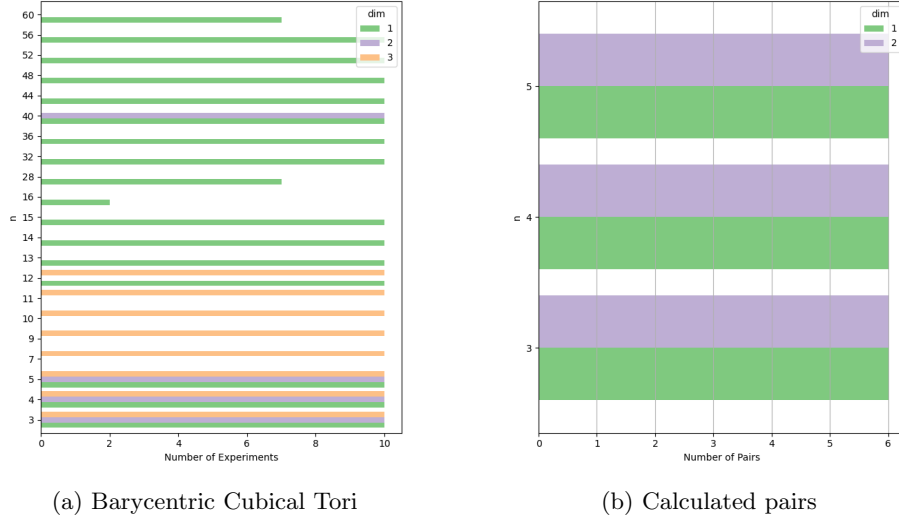 60
56
52
48
44
40
36
32
28
16
15
14
13
12
11
10
9
7
5
4
3
n
0 2 4 6 8 10
Number of Experiments
dim
1
2
3
(a) Barycentric Cubical Tori
5
4
3
n
0 1 2 3 4 5 6
Number of Pairs
dim
1
2
(b) Calculated pairs